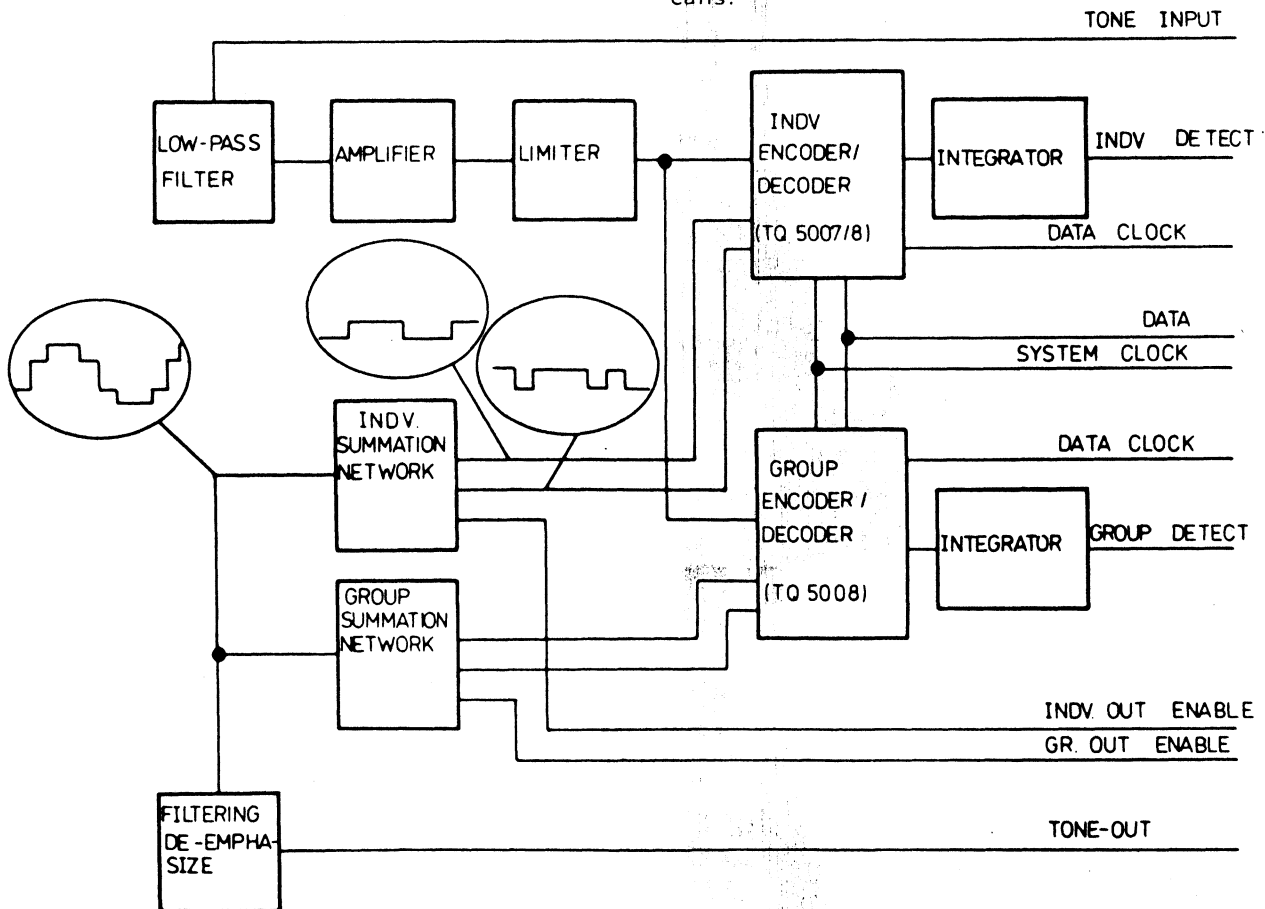 calls.
TONE INPUT
LOW-PASS
FILTER
AMPLIFIER
LIMITER
INDV
ENCODER/
DECODER
(TQ 5007/8)
INTEGRATOR
INDV DETECT
DATA CLOCK
DATA
SYSTEM CLOCK
INDV.
SUMMATION
NETWORK
DATA CLOCK
GROUP
ENCODER/
DECODER
(TQ 5008)
INTEGRATOR
GROUP DETECT
GROUP
SUMMATION
NETWORK
INDV. OUT ENABLE
GR. OUT ENABLE
FILTERING
DE-EMPHA-
SIZE
TONE-OUT